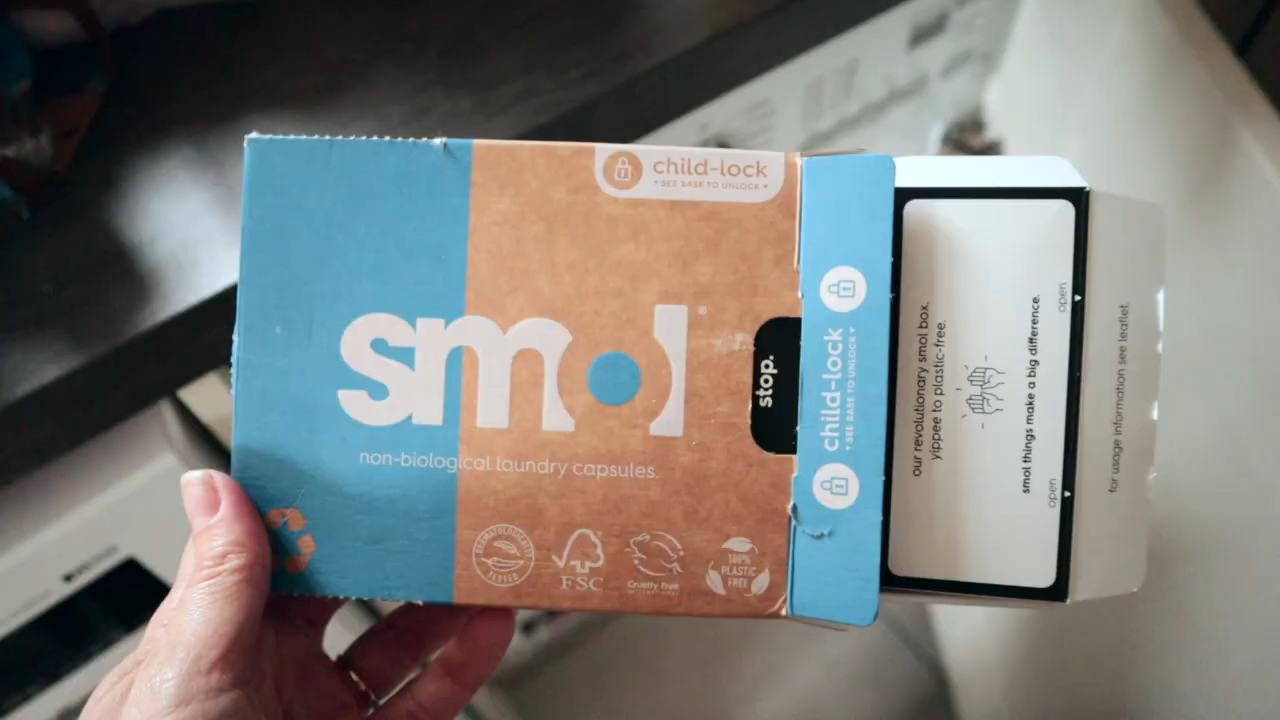 child-lock
• SEE BASE TO UNLOCK •
smol®
non-biological laundry capsules.
DERMATOLOGICALLY
TESTED
FSC
Cruelty Free
100%
PLASTIC
FREE
stop.
child-lock
• SEE BASE TO UNLOCK •
our revolutionary smol box.
yippee to plastic-free.
smol things make a big difference.
open
open
for usage information see leaflet.